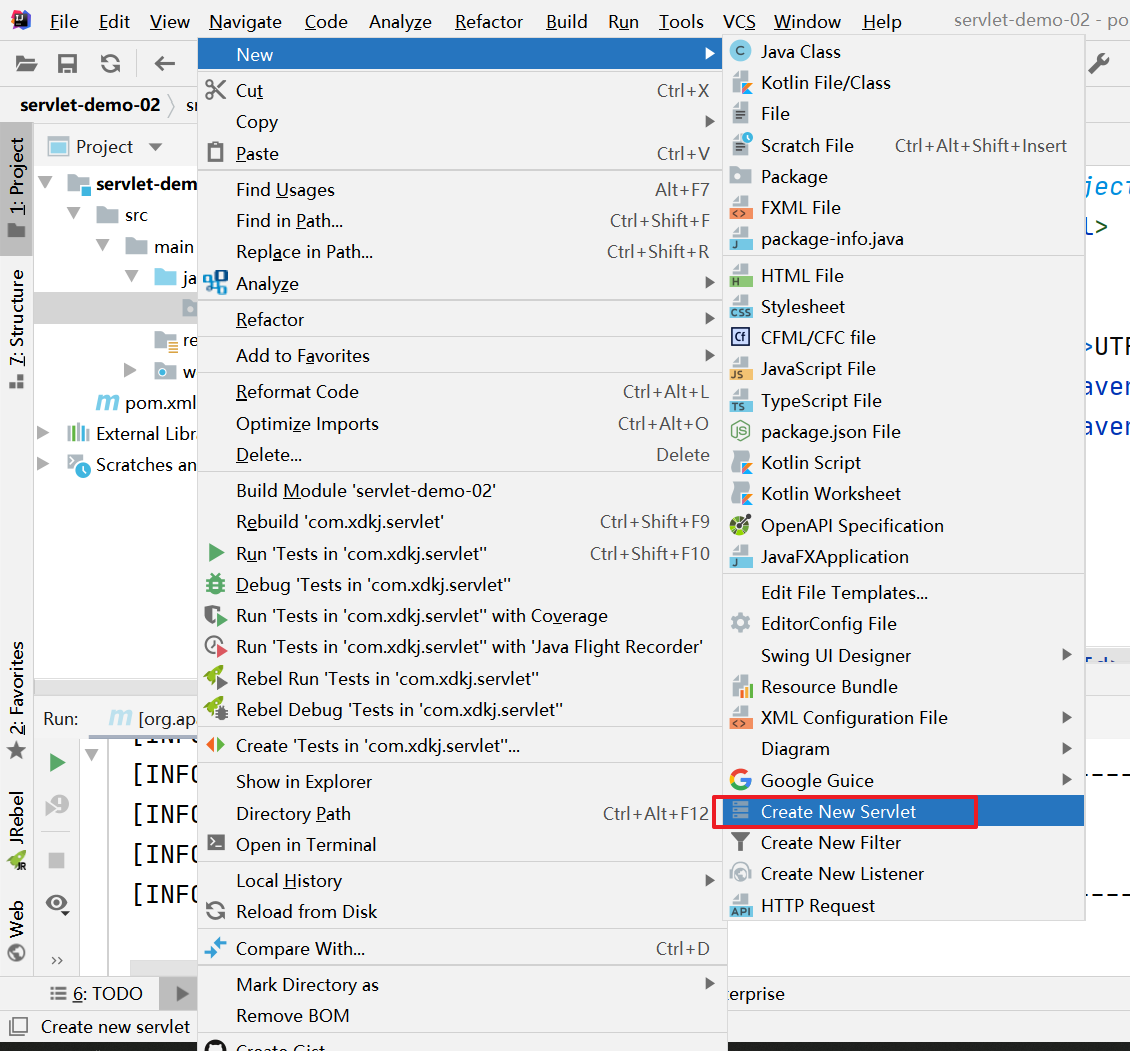 File Edit View Navigate Code Analyze Refactor Build Run Tools VCS Window Help servlet-demo-02 - po
servlet-demo-02
1: Project
7: Structure
2: Favorites
JRebel
Web
Project
servlet-dem
src
main
ja
re
w
pom.xml
External Libra
Scratches an
New
Cut Ctrl+X
Copy
Paste Ctrl+V
Find Usages Alt+F7
Find in Path... Ctrl+Shift+F
Replace in Path... Ctrl+Shift+R
Analyze
Refactor
Add to Favorites
Reformat Code Ctrl+Alt+L
Optimize Imports Ctrl+Alt+O
Delete... Delete
Build Module 'servlet-demo-02'
Rebuild 'com.xdkj.servlet' Ctrl+Shift+F9
Run 'Tests in 'com.xdkj.servlet'' Ctrl+Shift+F10
Debug 'Tests in 'com.xdkj.servlet''
Run 'Tests in 'com.xdkj.servlet'' with Coverage
Run 'Tests in 'com.xdkj.servlet'' with 'Java Flight Recorder'
Rebel Run 'Tests in 'com.xdkj.servlet''
Rebel Debug 'Tests in 'com.xdkj.servlet''
Create 'Tests in 'com.xdkj.servlet''...
Show in Explorer
Directory Path Ctrl+Alt+F12
Open in Terminal
Local History
Reload from Disk
Compare With... Ctrl+D
Mark Directory as
Remove BOM
Create Gist
Java Class
Kotlin File/Class
File
Scratch File Ctrl+Alt+Shift+Insert
Package
FXML File
package-info.java
HTML File
Stylesheet
CFML/CFC file
JavaScript File
TypeScript File
package.json File
Kotlin Script
Kotlin Worksheet
OpenAPI Specification
JavaFXApplication
Edit File Templates...
EditorConfig File
Swing UI Designer
Resource Bundle
XML Configuration File
Diagram
Google Guice
Create New Servlet
Create New Filter
Create New Listener
HTTP Request
ject
l>
>UTF
aver
aver
Run: [org.apa
[INFO
[INFO
[INFO
[INFO
[INFO
6: TODO
terprise
Create new servlet